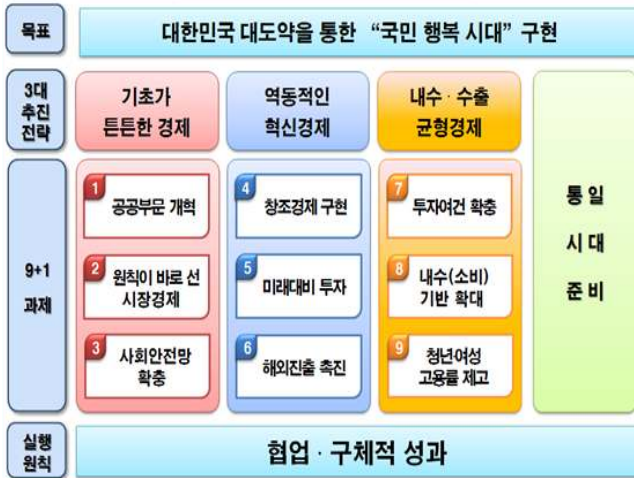 목표
대한민국 대도약을 통한 “국민 행복 시대” 구현
3대
추진
전략
기초가
튼튼한 경제
역동적인
혁신경제
내수 · 수출
균형경제
9+1
과제
1
공공부문 개혁
2
원칙이 바로 선
시장경제
3
사회안전망
확충
4
창조경제 구현
5
미래대비 투자
6
해외진출 촉진
7
투자여건 확충
8
내수(소비)
기반 확대
9
청년·여성
고용률 제고
통일
시대
준비
실행
원칙
협업 · 구체적 성과